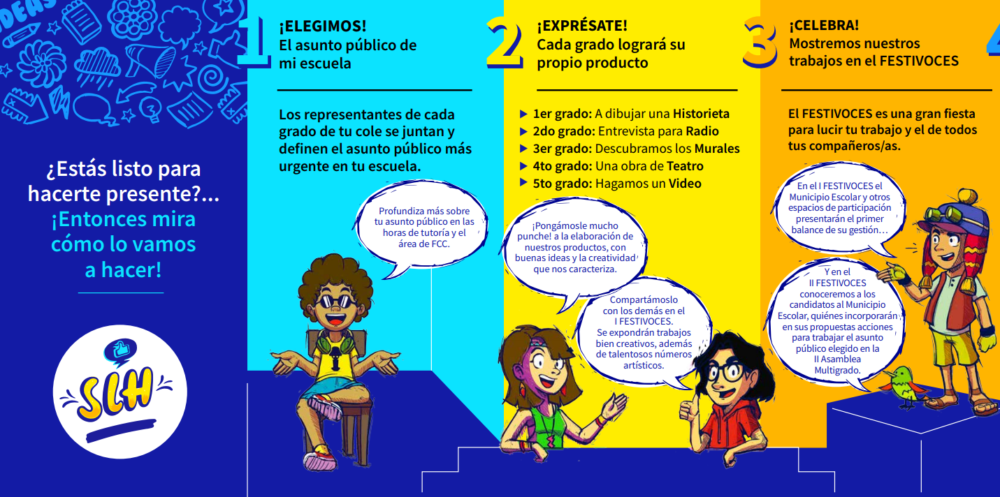 IDEAS
¿Estás listo para
hacerte presente?...
¡Entonces mira
cómo lo vamos
a hacer!
SLH
1
¡ELEGIMOS!
El asunto público de
mi escuela
Los representantes de cada
grado de tu cole se juntan y
definen el asunto público más
urgente en tu escuela.
Profundiza más sobre
tu asunto público en las
horas de tutoría y el
área de FCC.
2
¡EXPRÉSATE!
Cada grado logrará su
propio producto
1er grado: A dibujar una Historieta
2do grado: Entrevista para Radio
3er grado: Descubramos los Murales
4to grado: Una obra de Teatro
5to grado: Hagamos un Video
¡Pongámosle mucho
punche! a la elaboración de
nuestros productos, con
buenas ideas y la creatividad
que nos caracteriza.
Compartámoslo
con los demás en el
I FESTIVOCES.
Se expondrán trabajos
bien creativos, además
de talentosos números
artísticos.
3
¡CELEBRA!
Mostremos nuestros
trabajos en el FESTIVOCES
El FESTIVOCES es una gran fiesta
para lucir tu trabajo y el de todos
tus compañeros/as.
En el I FESTIVOCES el
Municipio Escolar y otros
espacios de participación
presentarán el primer
balance de su gestión…
Y en el
II FESTIVOCES
conoceremos a los
candidatos al Municipio
Escolar, quiénes incorporarán
en sus propuestas acciones
para trabajar el asunto
público elegido en la
II Asamblea
Multigrado.